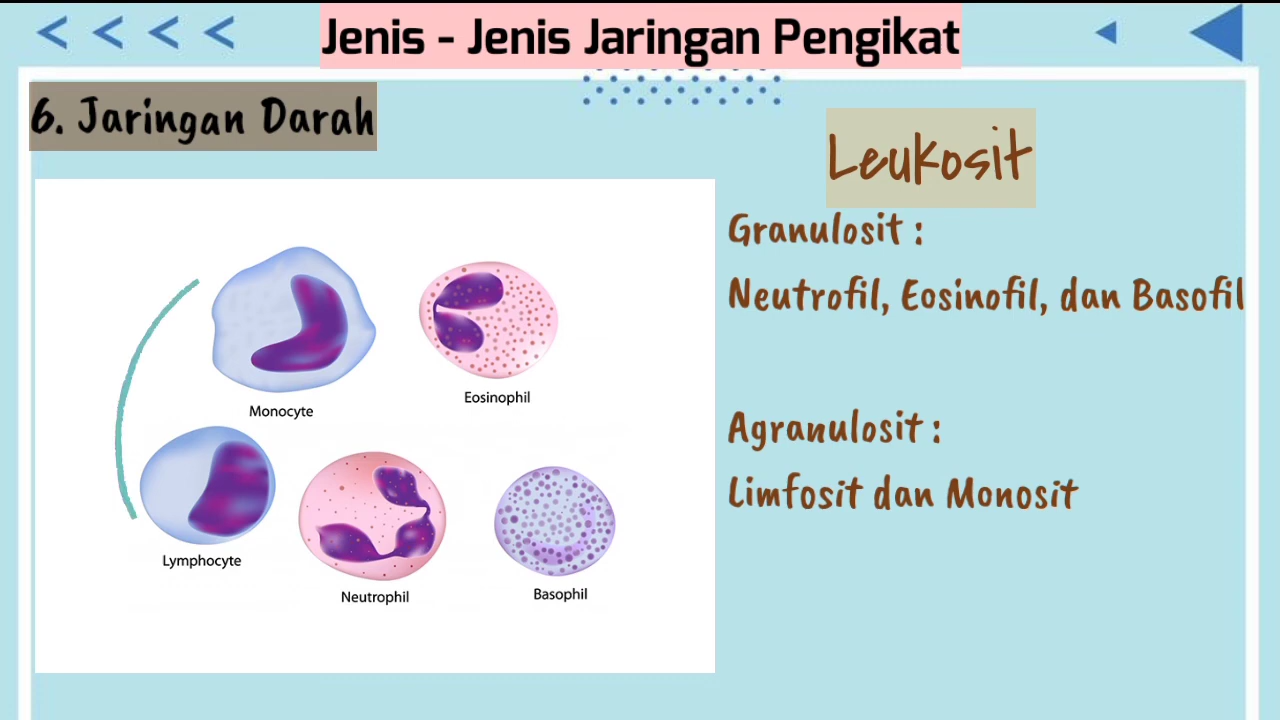 Jenis - Jenis Jaringan Pengikat
6. Jaringan Darah
Leukosit
Granulosit :
Neutrofil, Eosinofil, dan Basofil
Agranulosit :
Limfosit dan Monosit
Monocyte
Eosinophil
Lymphocyte
Neutrophil
Basophil